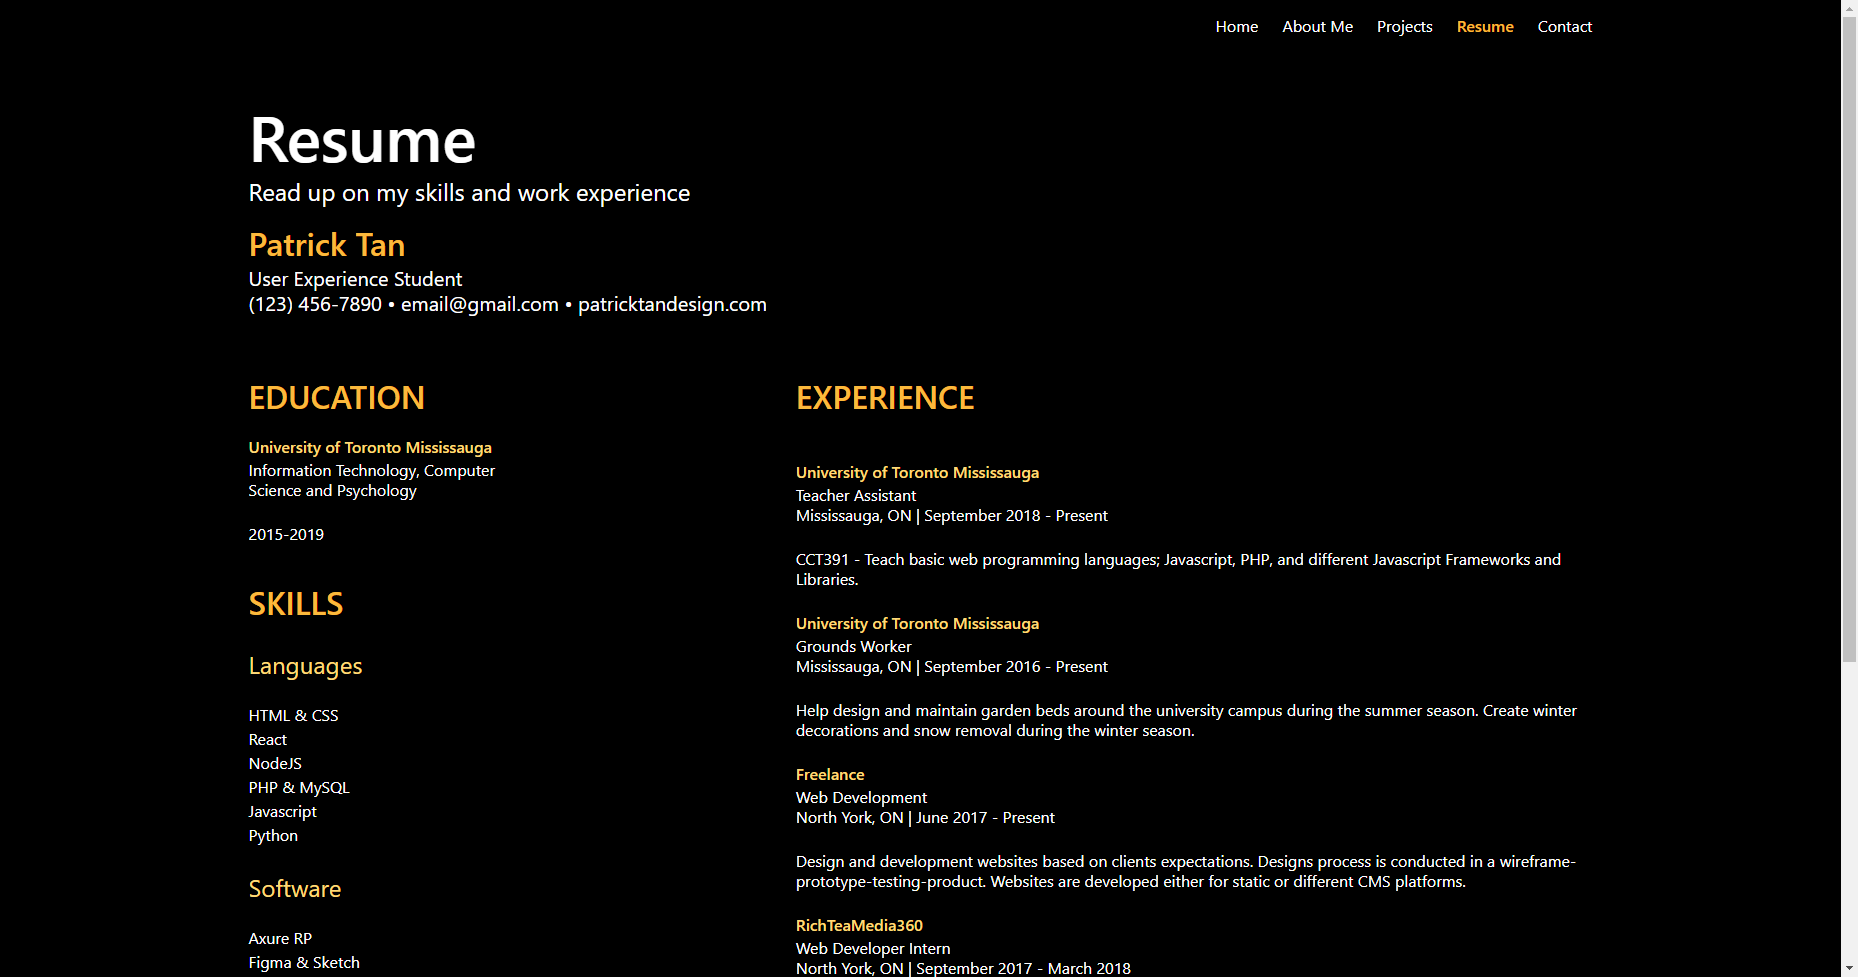 Home About Me Projects Resume Contact
Resume
Read up on my skills and work experience
Patrick Tan
User Experience Student
(123) 456-7890 • email@gmail.com • patricktandesign.com
EDUCATION
University of Toronto Mississauga
Information Technology, Computer
Science and Psychology
2015-2019
SKILLS
Languages
HTML & CSS
React
NodeJS
PHP & MySQL
Javascript
Python
Software
Axure RP
Figma & Sketch
EXPERIENCE
University of Toronto Mississauga
Teacher Assistant
Mississauga, ON | September 2018 - Present
CCT391 - Teach basic web programming languages; Javascript, PHP, and different Javascript Frameworks and
Libraries.
University of Toronto Mississauga
Grounds Worker
Mississauga, ON | September 2016 - Present
Help design and maintain garden beds around the university campus during the summer season. Create winter
decorations and snow removal during the winter season.
Freelance
Web Development
North York, ON | June 2017 - Present
Design and development websites based on clients expectations. Designs process is conducted in a wireframe-
prototype-testing-product. Websites are developed either for static or different CMS platforms.
RichTeaMedia360
Web Developer Intern
North York, ON | September 2017 - March 2018